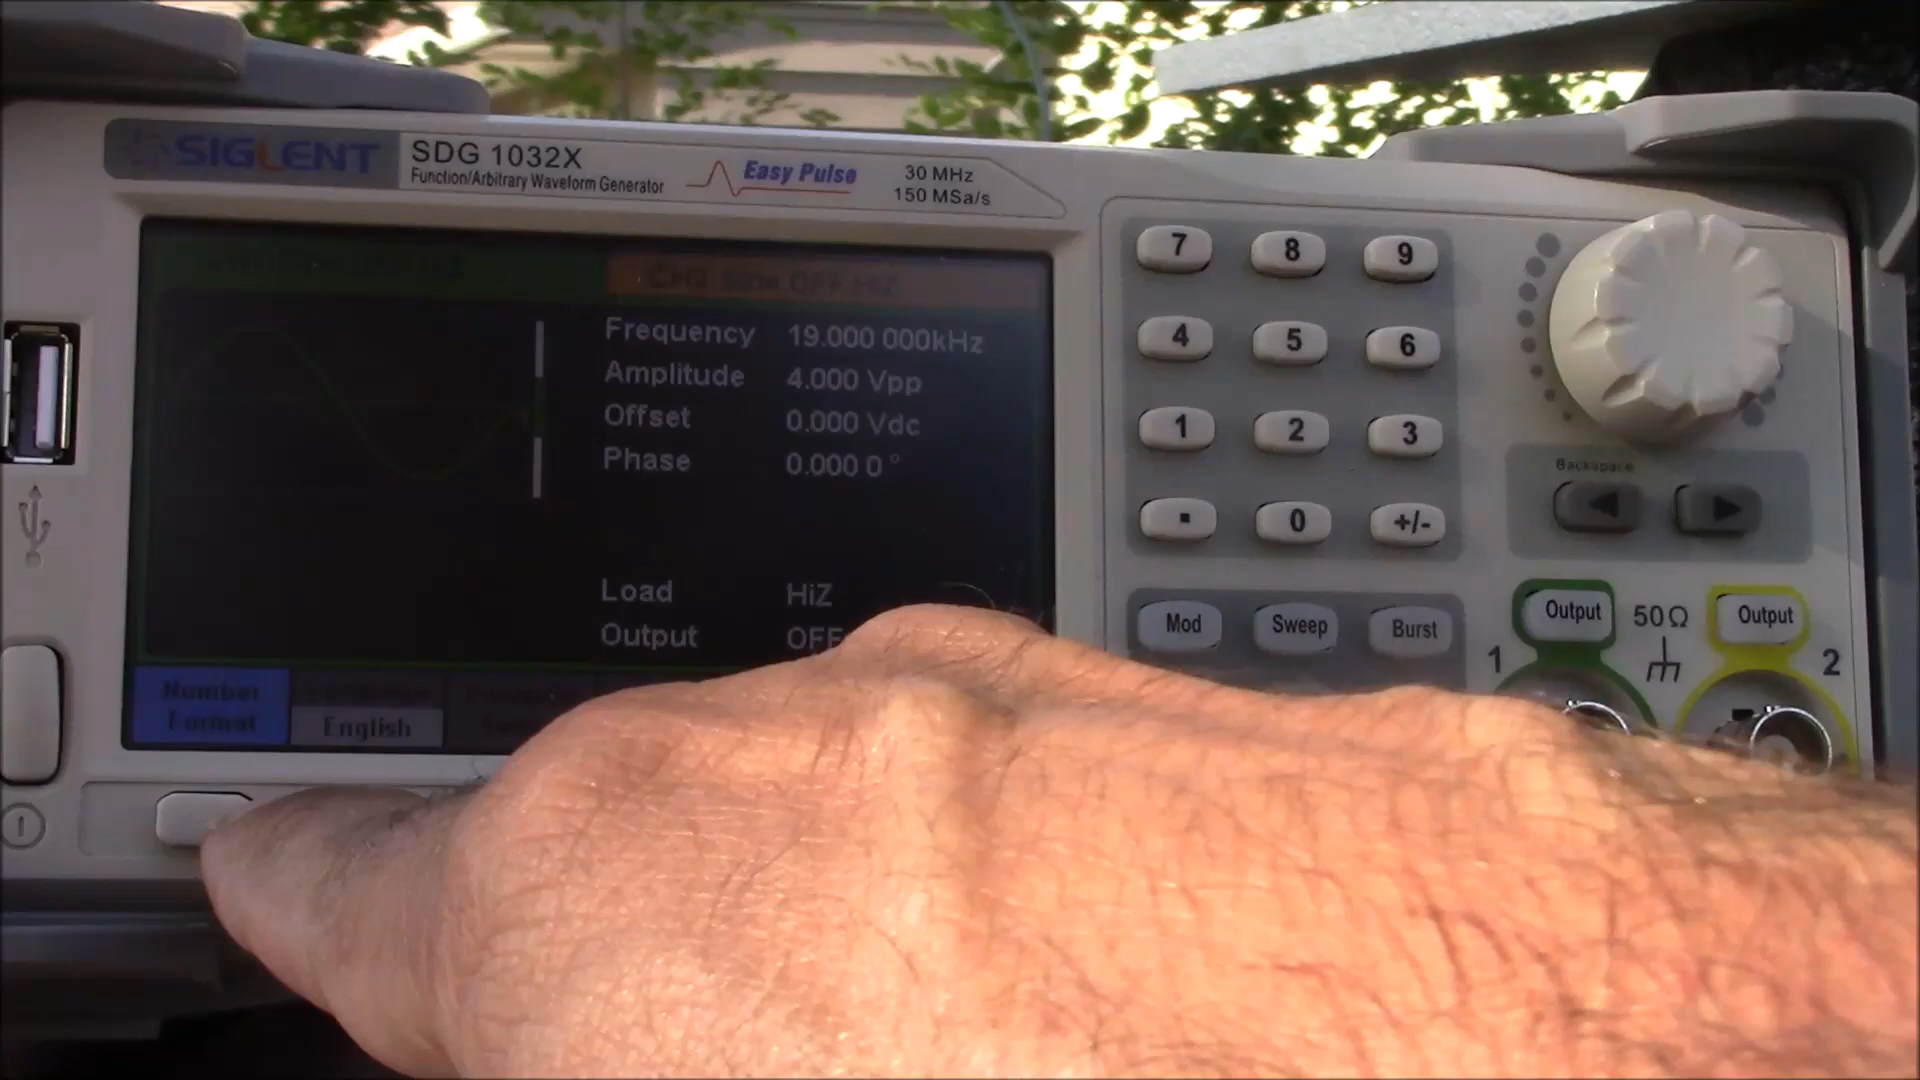 SIGLENT
SDG 1032X
Function/Arbitrary Waveform Generator
Easy Pulse
30 MHz
150 MSa/s
CH2 Sine,OFF,HiZ
Frequency 19.000 000kHz
Amplitude 4.000 Vpp
Offset 0.000 Vdc
Phase 0.000 0 °
Load HiZ
Output OFF
Number
Format
English
7 8 9
4 5 6
1 2 3
. 0 +/-
Mod Sweep Burst
Backspace
Output 50Ω Output
1 2